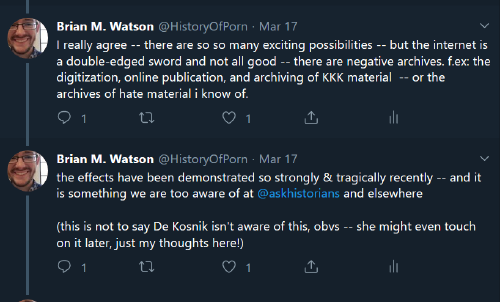 Brian M. Watson @HistoryOfPorn · Mar 17
I really agree -- there are so so many exciting possibilities -- but the internet is
a double-edged sword and not all good -- there are negative archives. f.ex: the
digitization, online publication, and archiving of KKK material -- or the
archives of hate material i know of.
1 1
Brian M. Watson @HistoryOfPorn · Mar 17
the effects have been demonstrated so strongly & tragically recently -- and it
is something we are too aware of at @askhistorians and elsewhere
(this is not to say De Kosnik isn't aware of this, obvs -- she might even touch
on it later, just my thoughts here!)
1 1